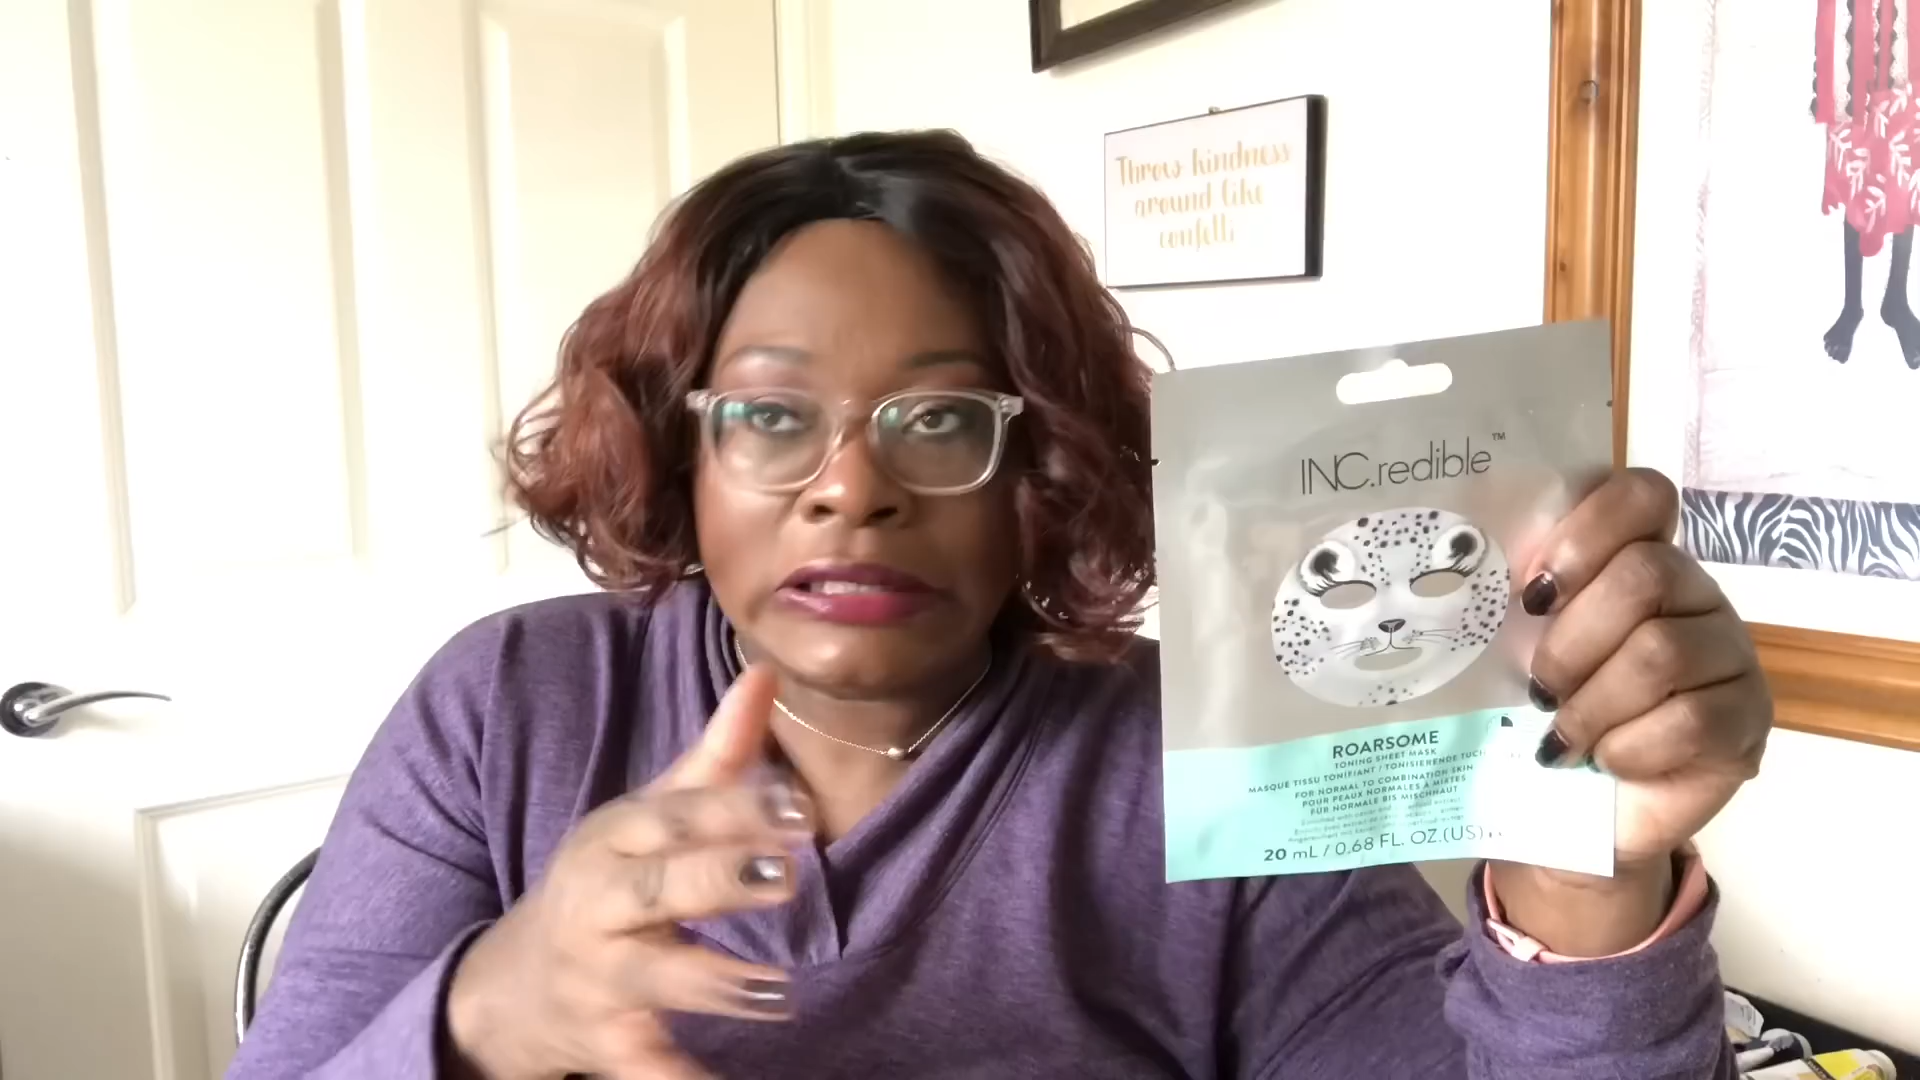 Throw kindness
around like
confetti
INC.redible™
ROARSOME
TONING SHEET MASK
MASQUE TISSU TONIFIANT / TONISIERENDE
FOR NORMAL TO COMBINATION SKIN
POUR PEAUX NORMALES À MIXTES
FÜR NORMALE BIS MISCHHAUT
20 mL / 0.68 FL. OZ.(US)